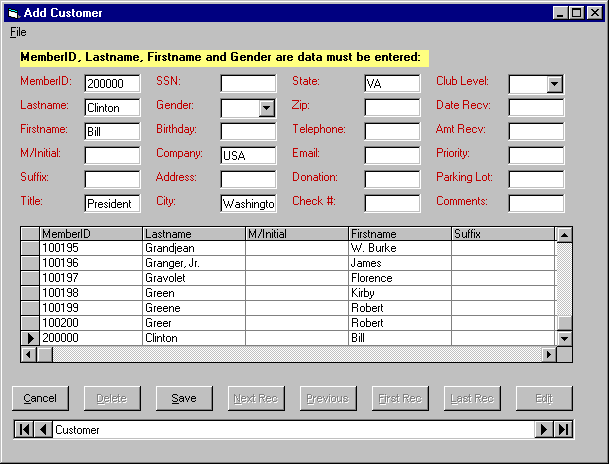 Add Customer
File
MemberID, Lastname, Firstname and Gender are data must be entered:
MemberID: 200000 SSN: State: VA Club Level:
Lastname: Clinton Gender: Zip: Date Recv:
Firstname: Bill Birthday: Telephone: Amt Recv:
M/Initial: Company: USA Email: Priority:
Suffix: Address: Donation: Parking Lot:
Title: President City: Washingto Check #: Comments:
MemberID Lastname M/Initial Firstname Suffix
100195 Grandjean W. Burke
100196 Granger, Jr. James
100197 Gravolet Florence
100198 Green Kirby
100199 Greene Robert
100200 Greer Robert
200000 Clinton Bill
Cancel Delete Save Next Rec Previous First Rec Last Rec Edit
Customer